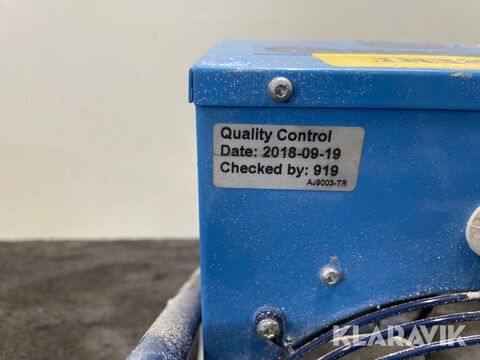 Quality Control
Date: 2018-09-19
Checked by: 919
AJ9003-TR
KLARAVIK